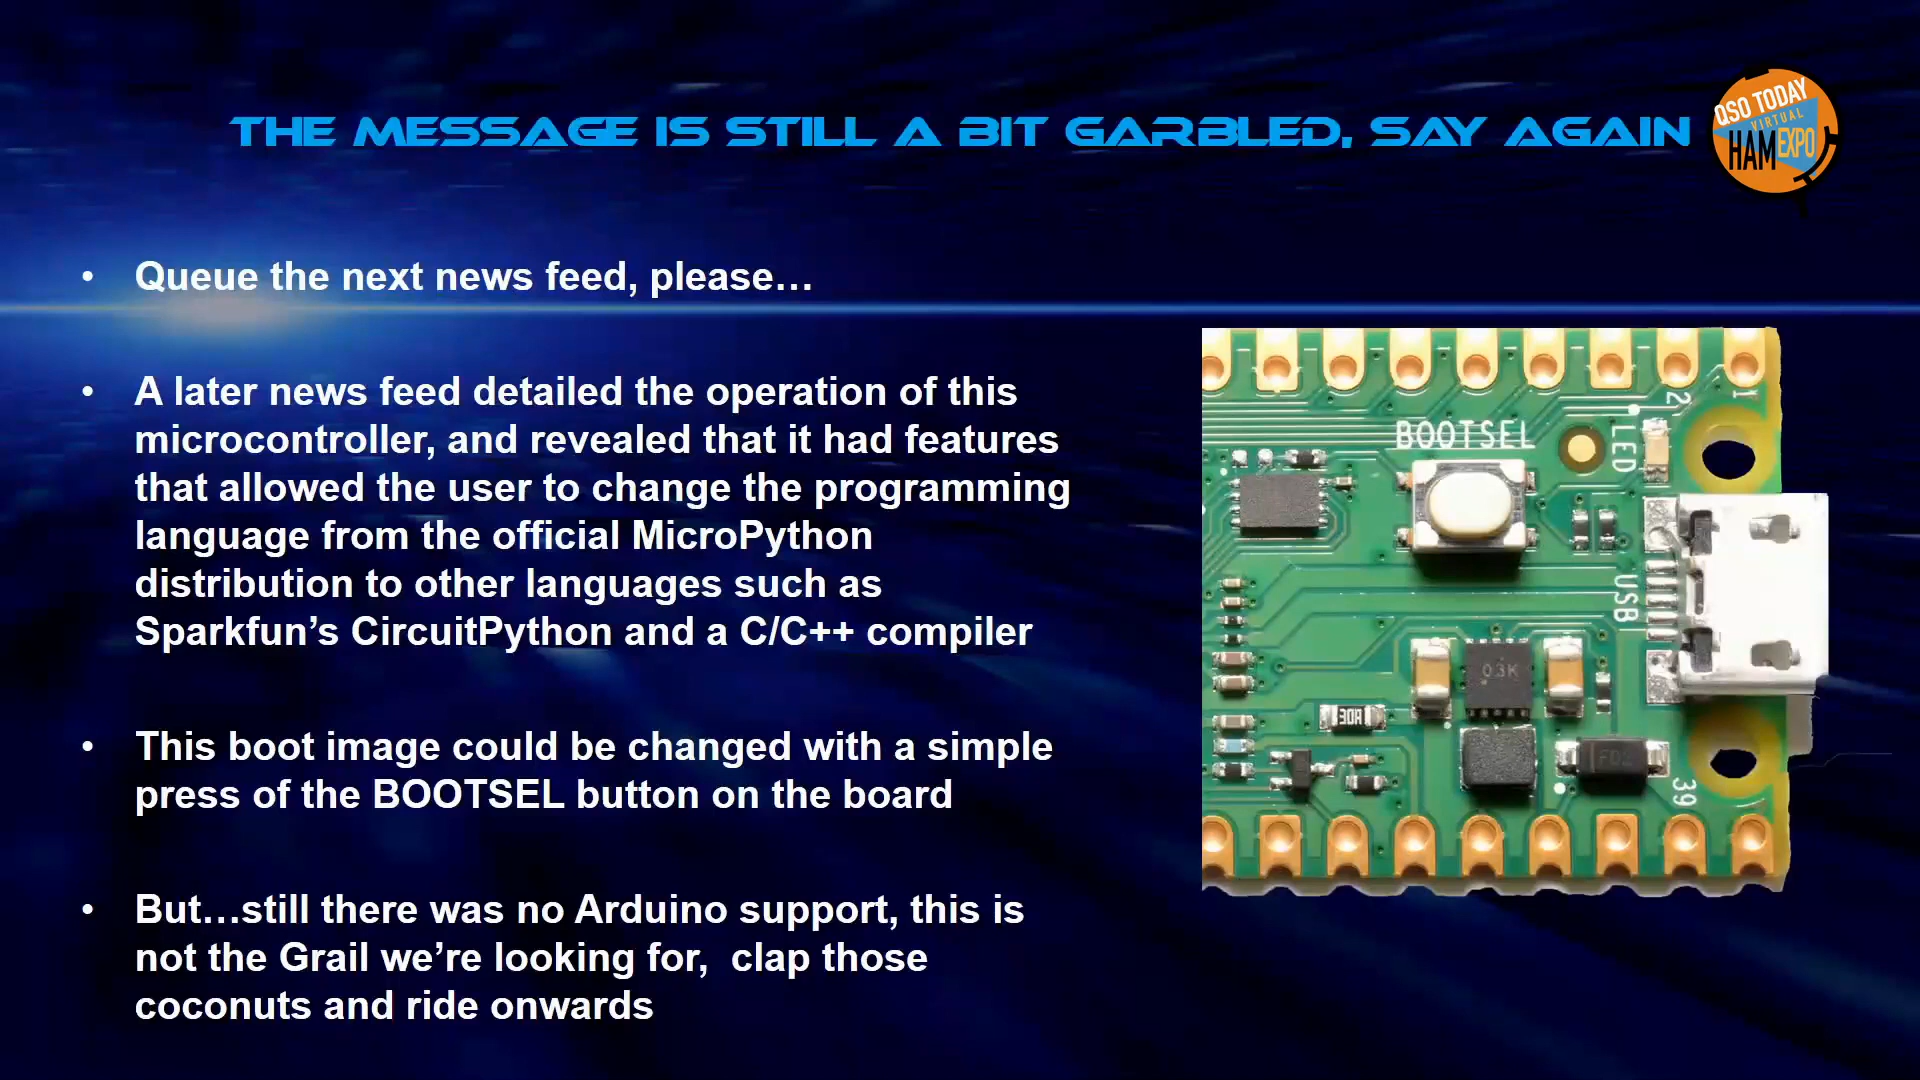 THE MESSAGE IS STILL A BIT GARBLED, SAY AGAIN
QSO TODAY
VIRTUAL
HAM EXPO
• Queue the next news feed, please…
• A later news feed detailed the operation of this
microcontroller, and revealed that it had features
that allowed the user to change the programming
language from the official MicroPython
distribution to other languages such as
Sparkfun’s CircuitPython and a C/C++ compiler
• This boot image could be changed with a simple
press of the BOOTSEL button on the board
• But…still there was no Arduino support, this is
not the Grail we’re looking for,  clap those
coconuts and ride onwards
2
1
BOOTSEL
LED
USB
03K
39